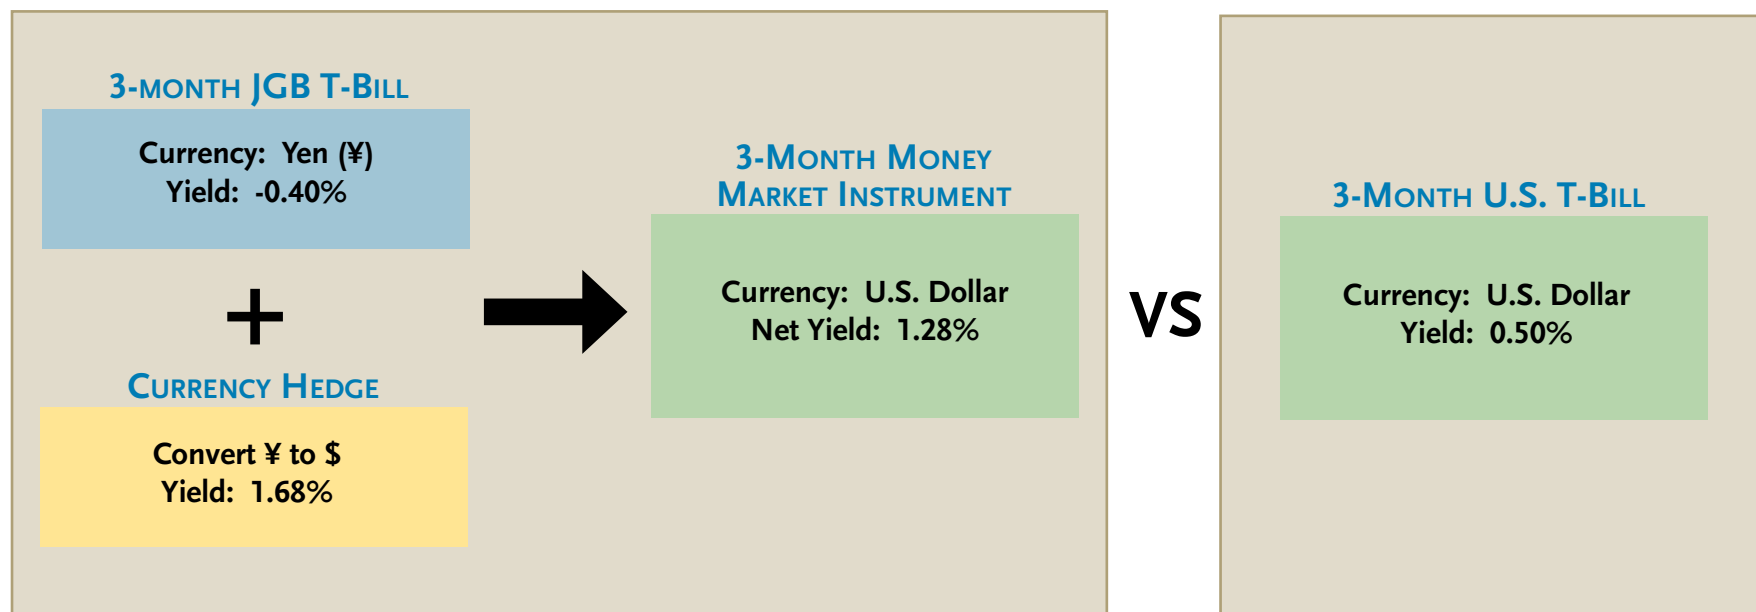 3-month JGB T-Bill
Currency: Yen (¥)
Yield: -0.40%
+
Currency Hedge
Convert ¥ to $
Yield: 1.68%
3-Month Money
Market Instrument
Currency: U.S. Dollar
Net Yield: 1.28%
VS
3-Month U.S. T-Bill
Currency: U.S. Dollar
Yield: 0.50%